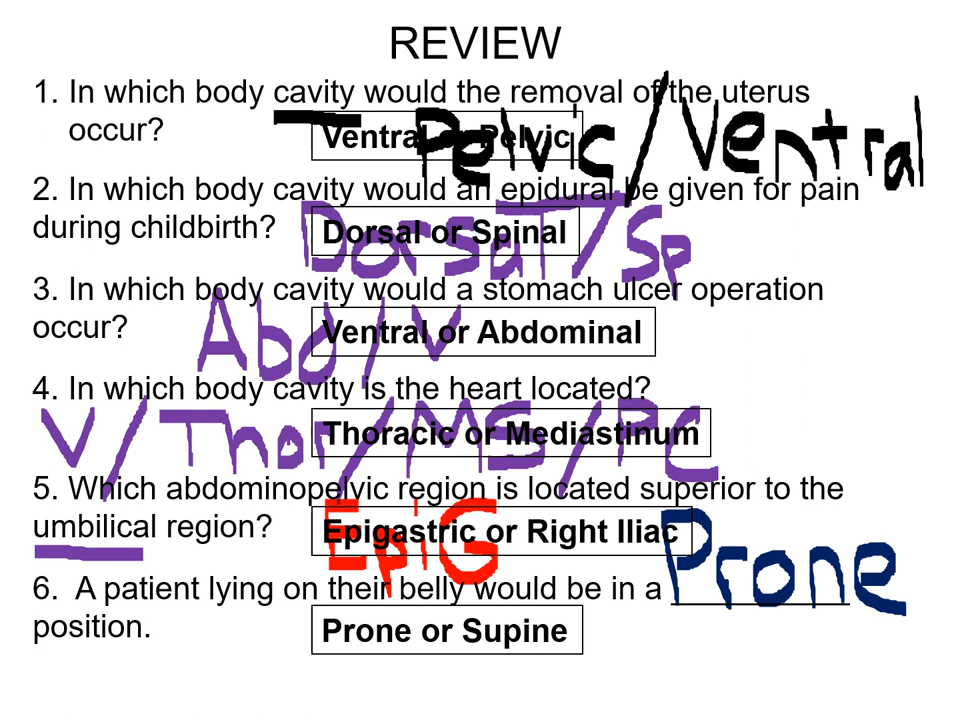 REVIEW
1. In which body cavity would the removal of the uterus
occur?
Ventral or Pelvic
Pelvic/Ventral
2. In which body cavity would an epidural be given for pain
during childbirth?
Dorsal or Spinal
Dorsal/Sp
3. In which body cavity would a stomach ulcer operation
occur?
Ventral or Abdominal
Abd/V
4. In which body cavity is the heart located?
Thoracic or Mediastinum
V/Thor/MS/PC
5. Which abdominopelvic region is located superior to the
umbilical region?
Epigastric or Right Iliac
EpiG
6. A patient lying on their belly would be in a __________
Prone
position.
Prone or Supine